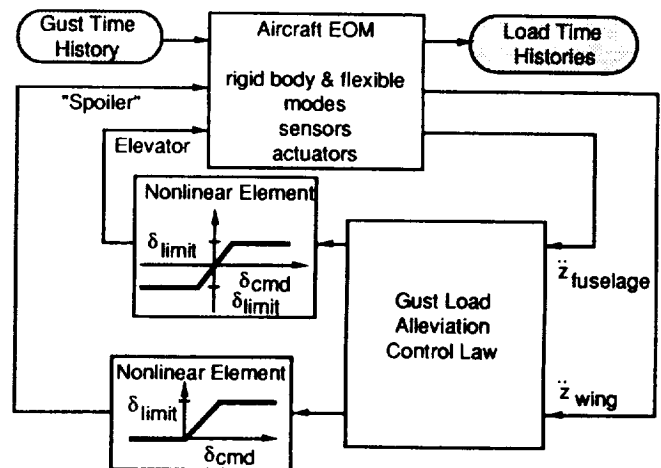 Gust Time
History
Aircraft EOM
rigid body & flexible
modes
sensors
actuators
Load Time
Histories
"Spoiler"
Elevator
Nonlinear Element
δlimit
δcmd
δlimit
z̈fuselage
Gust Load
Alleviation
Control Law
Nonlinear Element
δlimit
δcmd
z̈wing